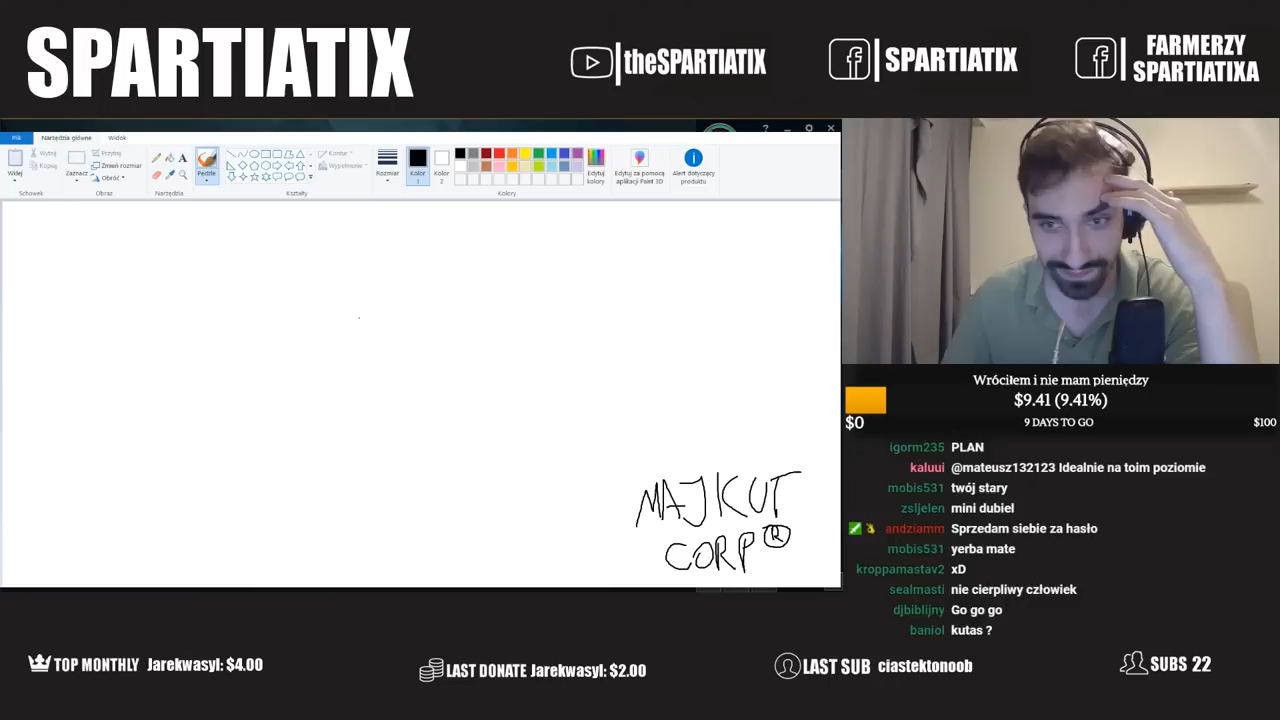 SPARTIATIX
theSPARTIATIX
SPARTIATIX
FARMERZY
SPARTIATIXA
Plik
Narzędzia główne
Widok
Wklej
Wytnij
Kopiuj
Schowek
Zaznacz
Przytnij
Zmień rozmiar
Obróć
Obraz
A
Narzędzia
Pędzle
Kontur
Wypełnienie
Kształty
Rozmiar
Kolor
1
Kolor
2
Edytuj
kolory
Kolory
Edytuj za pomocą
aplikacji Paint 3D
Alert dotyczący
produktu
MAJKUT
CORP®
Wróciłem i nie mam pieniędzy
$9.41 (9.41%)
$0
9 DAYS TO GO
$100
igorm235 PLAN
kaluui @mateusz132123 Idealnie na toim poziomie
mobis531 twój stary
zsljelen mini dubiel
andziamm Sprzedam siebie za hasło
mobis531 yerba mate
kroppamastav2 xD
sealmasti nie cierpliwy człowiek
djbiblijny Go go go
baniol kutas ?
TOP MONTHLY Jarekwasyl: $4.00
LAST DONATE Jarekwasyl: $2.00
LAST SUB ciastektonoob
SUBS 22